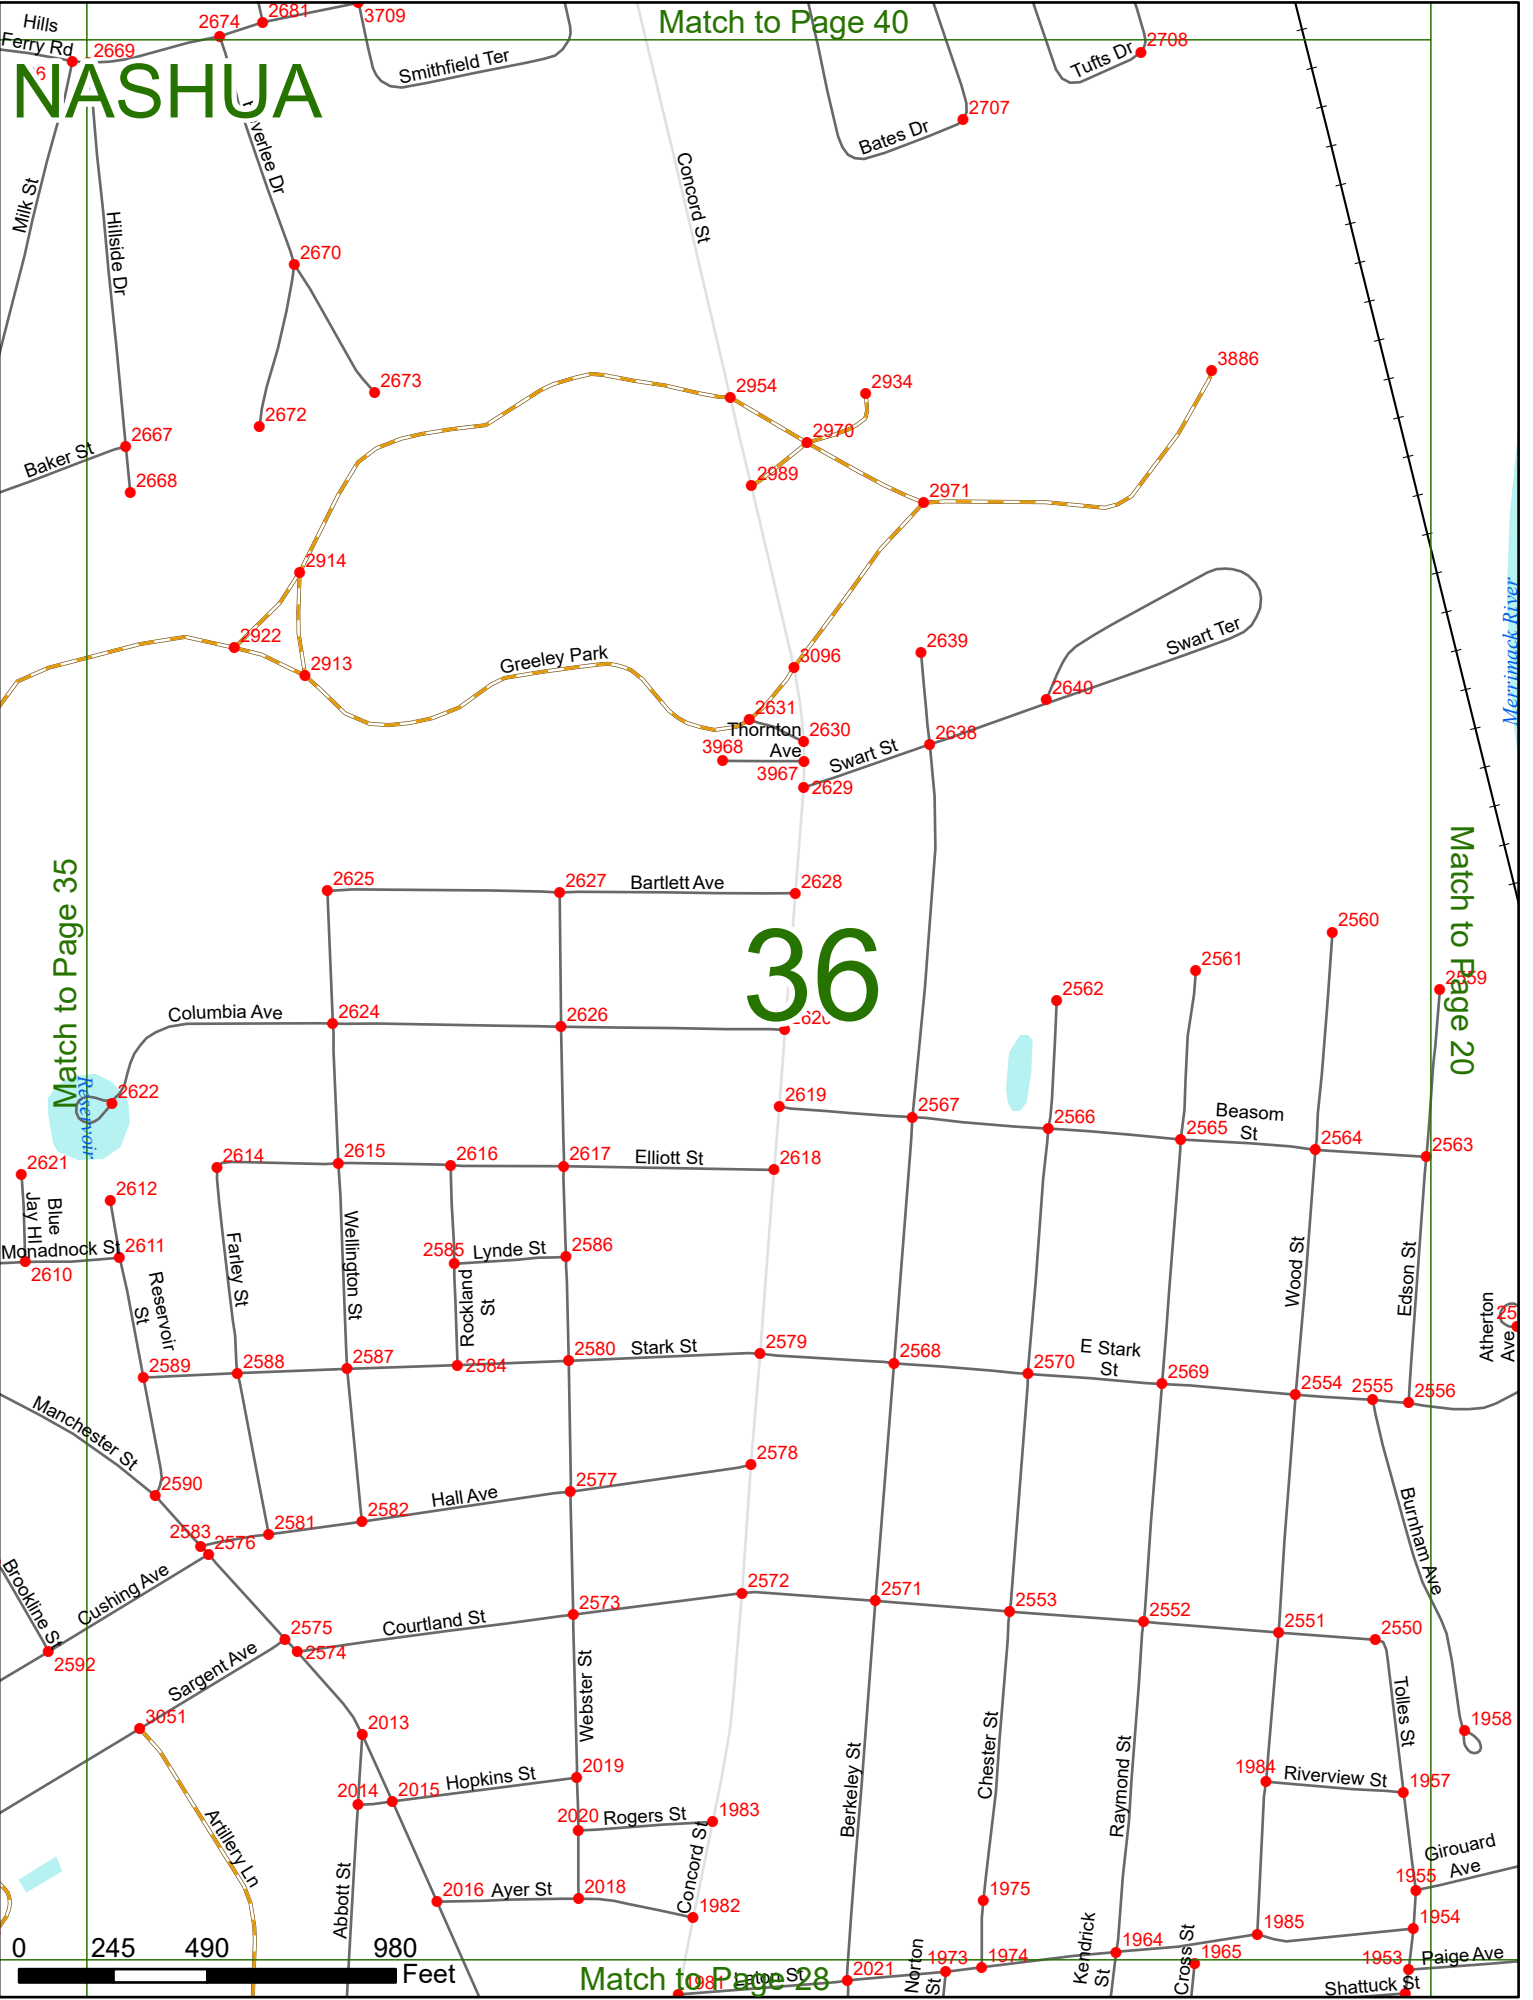 Hills
Ferry Rd
2669
2674
2681
3709
Match to Page 40
Smithfield Ter
Tufts Dr
2708
NASHUA
2707
Bates Dr
Milk St
Hillside Dr
Concord St
2670
2673
2672
2954
2934
3886
2667
Baker St
2668
2970
2989
2971
2914
2922
2913
Greeley Park
3096
2639
Swart Ter
2640
Merrimack River
2631
Thornton
Ave
2630
3968
3967
2638
Swart St
2629
Match to Page 35
Match to Page 20
2625
2627
Bartlett Ave
2628
36
2560
2561
2559
2562
Columbia Ave
2624
2626
2622
Reservoir
2619
2567
2566
2565
Beasom
St
2564
2563
2621
2614
2615
2616
2617
Elliott St
2618
2612
Blue
Jay Hl
Monadnock St
2611
2610
Reservoir
St
Farley St
Wellington St
2585
Lynde St
2586
Rockland
St
Wood St
Edson St
Atherton
Ave
2589
2588
2587
2584
2580
Stark St
2579
2568
2570
E Stark
St
2569
2554
2555
2556
Manchester St
2590
2578
2577
Hall Ave
2582
2581
2583
2576
Burnham Ave
Brookline St
Cushing Ave
2592
2575
2574
Courtland St
2573
2572
2571
2553
2552
2551
2550
Sargent Ave
3051
Webster St
Tolles St
1958
2013
2014
2015
Hopkins St
2019
2020
Rogers St
1983
Concord St
Berkeley St
Chester St
Raymond St
1984
Riverview St
1957
Artillery Ln
Abbott St
2016
Ayer St
2018
1982
1975
Girouard
Ave
1955
1954
1985
1964
1965
Kendrick
St
Cross St
Norton
St
1973
1974
1953
Paige Ave
Shattuck St
0
245
490
980
Feet
Match to Page 28
1981
Eaton St
2021